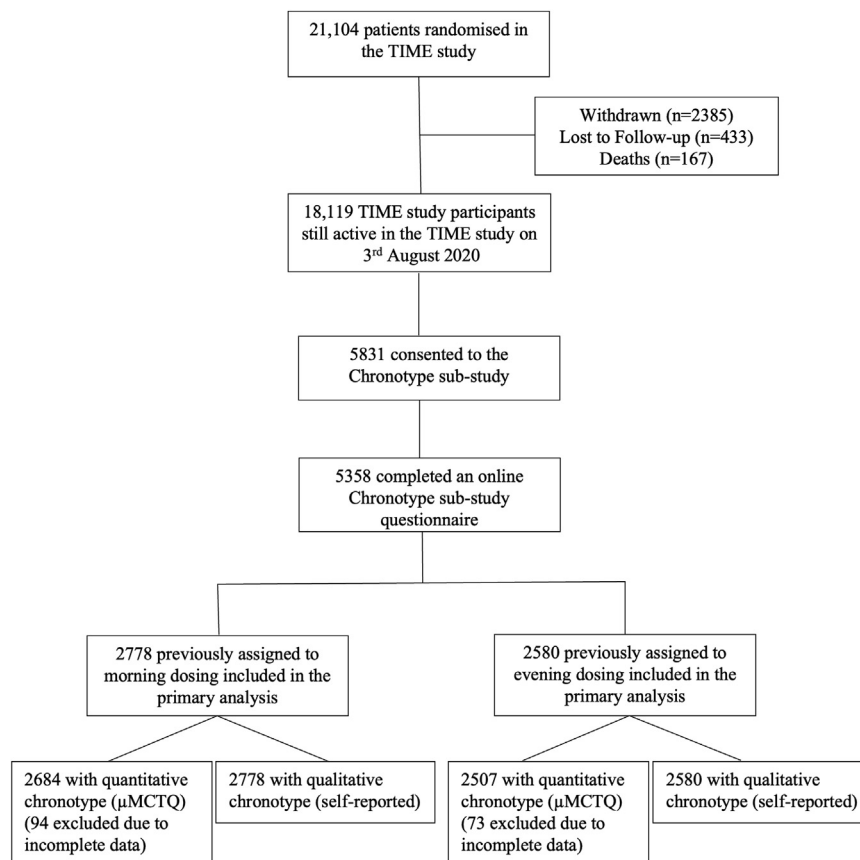 21,104 patients randomised in
the TIME study
Withdrawn (n=2385)
Lost to Follow-up (n=433)
Deaths (n=167)
18,119 TIME study participants
still active in the TIME study on
3rd August 2020
5831 consented to the
Chronotype sub-study
5358 completed an online
Chronotype sub-study
questionnaire
2778 previously assigned to
morning dosing included in the
primary analysis
2580 previously assigned to
evening dosing included in the
primary analysis
2684 with quantitative
chronotype (μMCTQ)
(94 excluded due to
incomplete data)
2778 with qualitative
chronotype (self-reported)
2507 with quantitative
chronotype (μMCTQ)
(73 excluded due to
incomplete data)
2580 with qualitative
chronotype (self-reported)